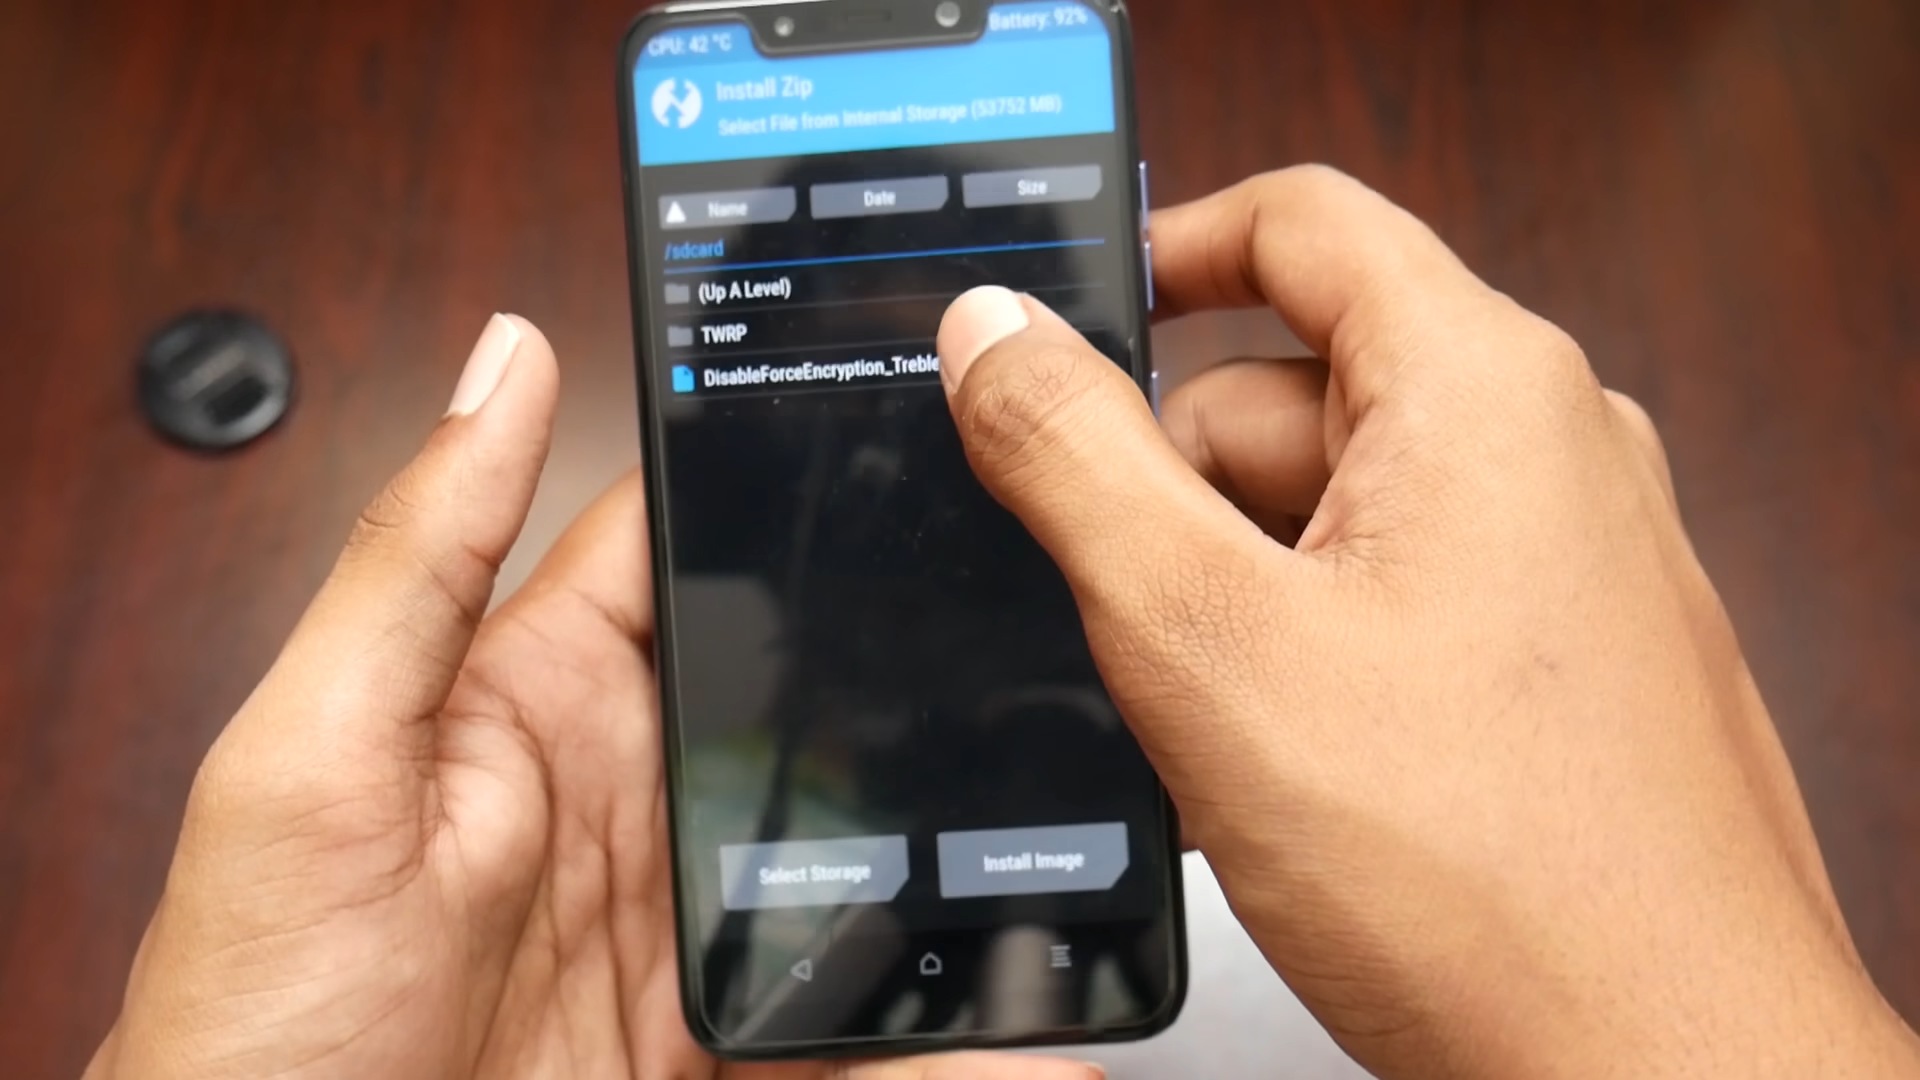 CPU: 42 °C
Battery: 92%
Install Zip
Select File from Internal Storage (53752 MB)
Name
Date
Size
/sdcard
(Up A Level)
TWRP
DisableForceEncryption_Treble
Select Storage
Install Image